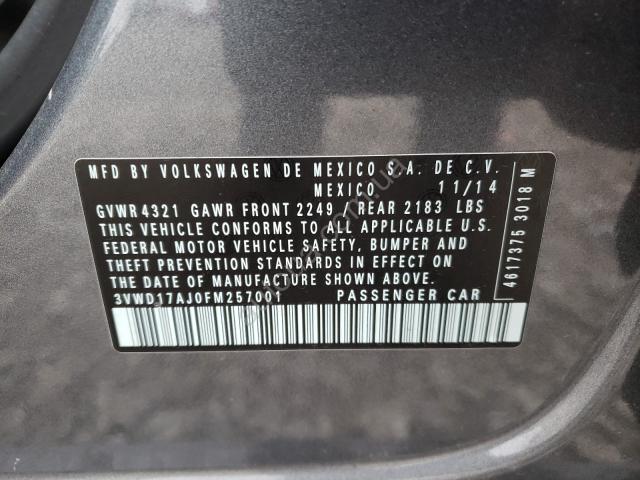 MFD BY VOLKSWAGEN DE MEXICO S.A. DE C.V.
MEXICO 11/14
GVWR 4321 GAWR FRONT 2249 REAR 2183 LBS
THIS VEHICLE CONFORMS TO ALL APPLICABLE U.S.
FEDERAL MOTOR VEHICLE SAFETY, BUMPER AND
THEFT PREVENTION STANDARDS IN EFFECT ON
THE DATE OF MANUFACTURE SHOWN ABOVE.
3VWD17AJ0FM257001 PASSENGER CAR
4617375 3018 M